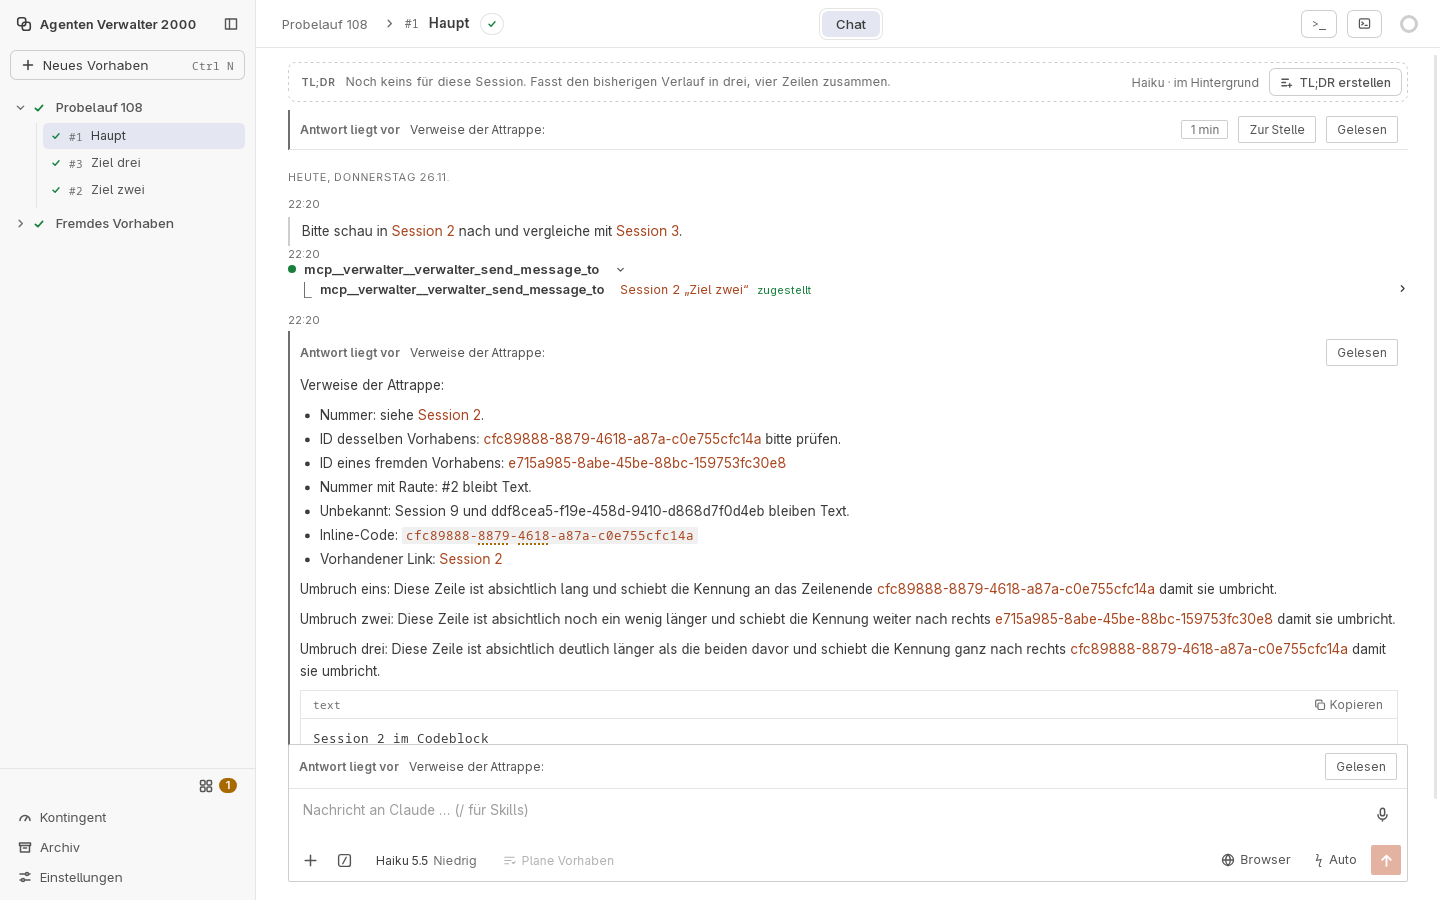 Agenten Verwalter 2000
Neues Vorhaben Ctrl N
Probelauf 108
#1 Haupt
#3 Ziel drei
#2 Ziel zwei
Fremdes Vorhaben
1
Kontingent
Archiv
Einstellungen
Probelauf 108 #1 Haupt
Chat
>_
TL;DR Noch keins für diese Session. Fasst den bisherigen Verlauf in drei, vier Zeilen zusammen. Haiku · im Hintergrund TL;DR erstellen
Antwort liegt vor Verweise der Attrappe: 1 min Zur Stelle Gelesen
HEUTE, DONNERSTAG 26.11.
22:20
Bitte schau in Session 2 nach und vergleiche mit Session 3.
22:20
mcp__verwalter__verwalter_send_message_to
mcp__verwalter__verwalter_send_message_to Session 2 „Ziel zwei“ zugestellt
22:20
Antwort liegt vor Verweise der Attrappe: Gelesen
Verweise der Attrappe:
• Nummer: siehe Session 2.
• ID desselben Vorhabens: cfc89888-8879-4618-a87a-c0e755cfc14a bitte prüfen.
• ID eines fremden Vorhabens: e715a985-8abe-45be-88bc-159753fc30e8
• Nummer mit Raute: #2 bleibt Text.
• Unbekannt: Session 9 und ddf8cea5-f19e-458d-9410-d868d7f0d4eb bleiben Text.
• Inline-Code: cfc89888-8879-4618-a87a-c0e755cfc14a
• Vorhandener Link: Session 2
Umbruch eins: Diese Zeile ist absichtlich lang und schiebt die Kennung an das Zeilenende cfc89888-8879-4618-a87a-c0e755cfc14a damit sie umbricht.
Umbruch zwei: Diese Zeile ist absichtlich noch ein wenig länger und schiebt die Kennung weiter nach rechts e715a985-8abe-45be-88bc-159753fc30e8 damit sie umbricht.
Umbruch drei: Diese Zeile ist absichtlich deutlich länger als die beiden davor und schiebt die Kennung ganz nach rechts cfc89888-8879-4618-a87a-c0e755cfc14a damit
sie umbricht.
text Kopieren
Session 2 im Codeblock
Antwort liegt vor Verweise der Attrappe: Gelesen
Nachricht an Claude … (/ für Skills)
Haiku 5.5 Niedrig Plane Vorhaben Browser Auto